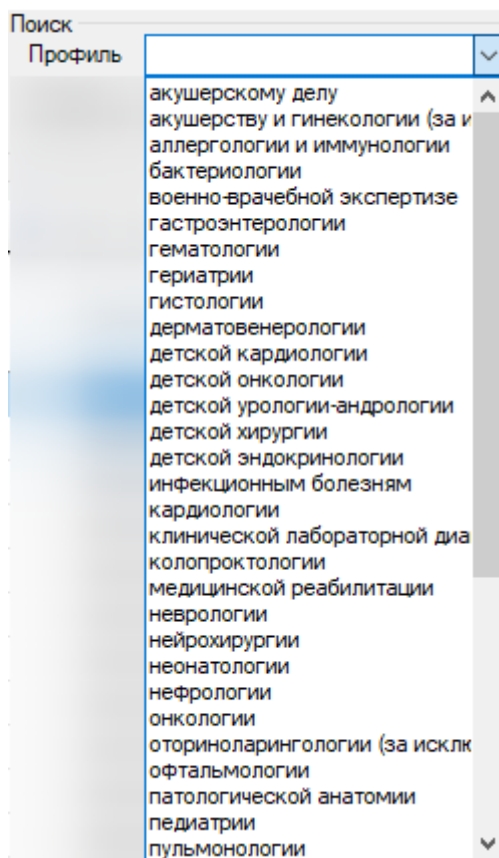 Поиск
Профиль
акушерскому делу
акушерству и гинекологии (за и
аллергологии и иммунологии
бактериологии
военно-врачебной экспертизе
гастроэнтерологии
гематологии
гериатрии
гистологии
дерматовенерологии
детской кардиологии
детской онкологии
детской урологии-андрологии
детской хирургии
детской эндокринологии
инфекционным болезням
кардиологии
клинической лабораторной диа
колопроктологии
медицинской реабилитации
неврологии
нейрохирургии
неонатологии
нефрологии
онкологии
оториноларингологии (за исклю
офтальмологии
патологической анатомии
педиатрии
пульмонологии